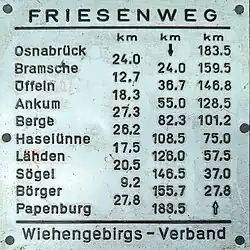 FRIESENWEG
km km km
Osnabrück ↓ 183.5
24.0
Bramsche 24.0 159.5
12.7
Üffeln 36.7 146.8
18.3
Ankum 55.0 128.5
27.3
Berge 82.3 101.2
26.2
Haselünne 108.5 75.0
17.5
Lähden 126.0 57.5
20.5
Sögel 146.5 37.0
9.2
Börger 155.7 27.8
27.8
Papenburg 183.5 ⇧
Wiehengebirgs - Verband